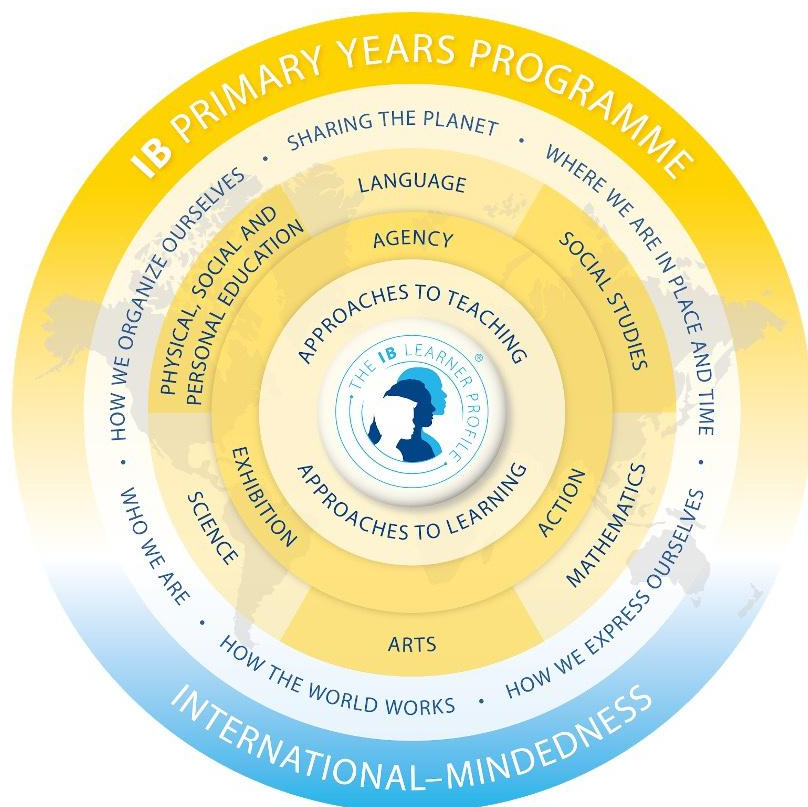 IB PRIMARY YEARS PROGRAMME
SHARING THE PLANET
•
WHERE WE ARE IN PLACE AND TIME
•
HOW WE EXPRESS OURSELVES
•
HOW THE WORLD WORKS
•
WHO WE ARE
•
HOW WE ORGANIZE OURSELVES
•
LANGUAGE
SOCIAL STUDIES
MATHEMATICS
ARTS
SCIENCE
PHYSICAL, SOCIAL AND
PERSONAL EDUCATION
AGENCY
ACTION
EXHIBITION
APPROACHES TO TEACHING
APPROACHES TO LEARNING
• THE IB LEARNER PROFILE •
®
INTERNATIONAL–MINDEDNESS